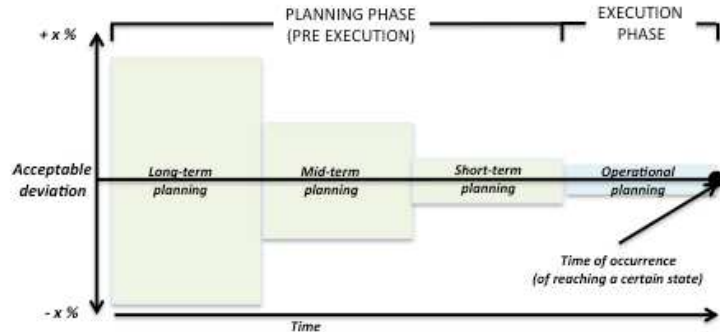 PLANNING PHASE
(PRE EXECUTION)
EXECUTION
PHASE
+ x %
Acceptable
deviation
Long-term
planning
Mid-term
planning
Short-term
planning
Operational
planning
Time of occurrence
(of reaching a certain state)
- x %
Time